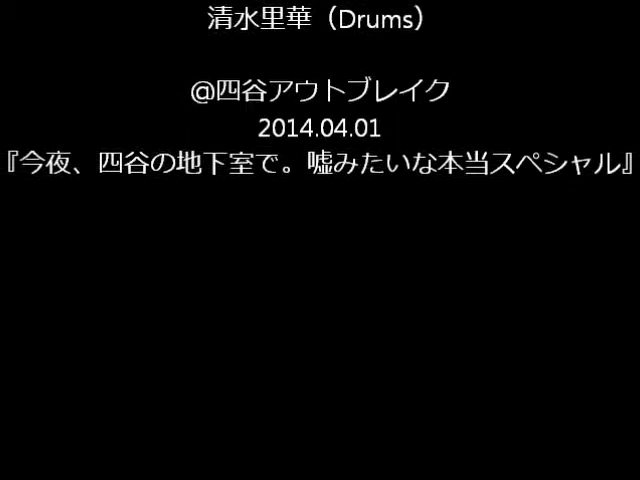 清水里華（Drums）
@四谷アウトブレイク
2014.04.01
『今夜、四谷の地下室で。嘘みたいな本当スペシャル』